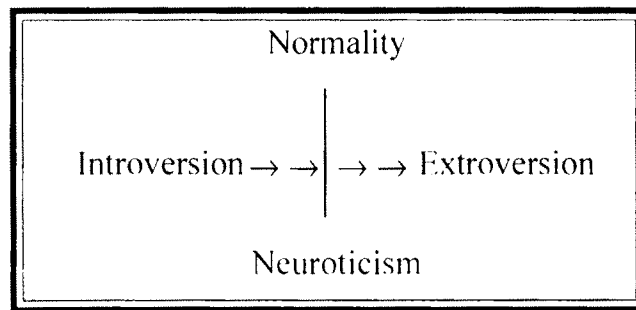 Normality
Introversion → → | → → Extroversion
Neuroticism